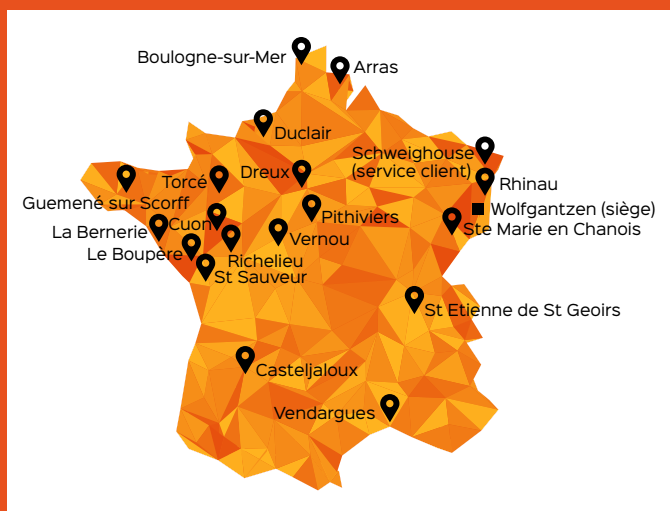 Boulogne-sur-Mer
Arras
Duclair
Schweighouse
(service client)
Dreux
Torcé
Rhinau
Guemené sur Scorff
Pithiviers
Wolfgantzen (siège)
Cuon
Ste Marie en Chanois
La Bernerie
Vernou
Le Boupère
Richelieu
St Sauveur
St Etienne de St Geoirs
Casteljaloux
Vendargues